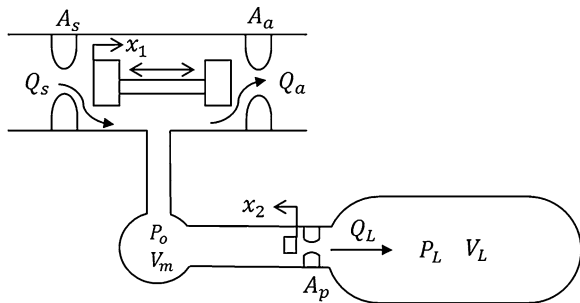 A_s
A_a
x_1
Q_s
Q_a
x_2
P_o
V_m
Q_L
P_L V_L
A_p